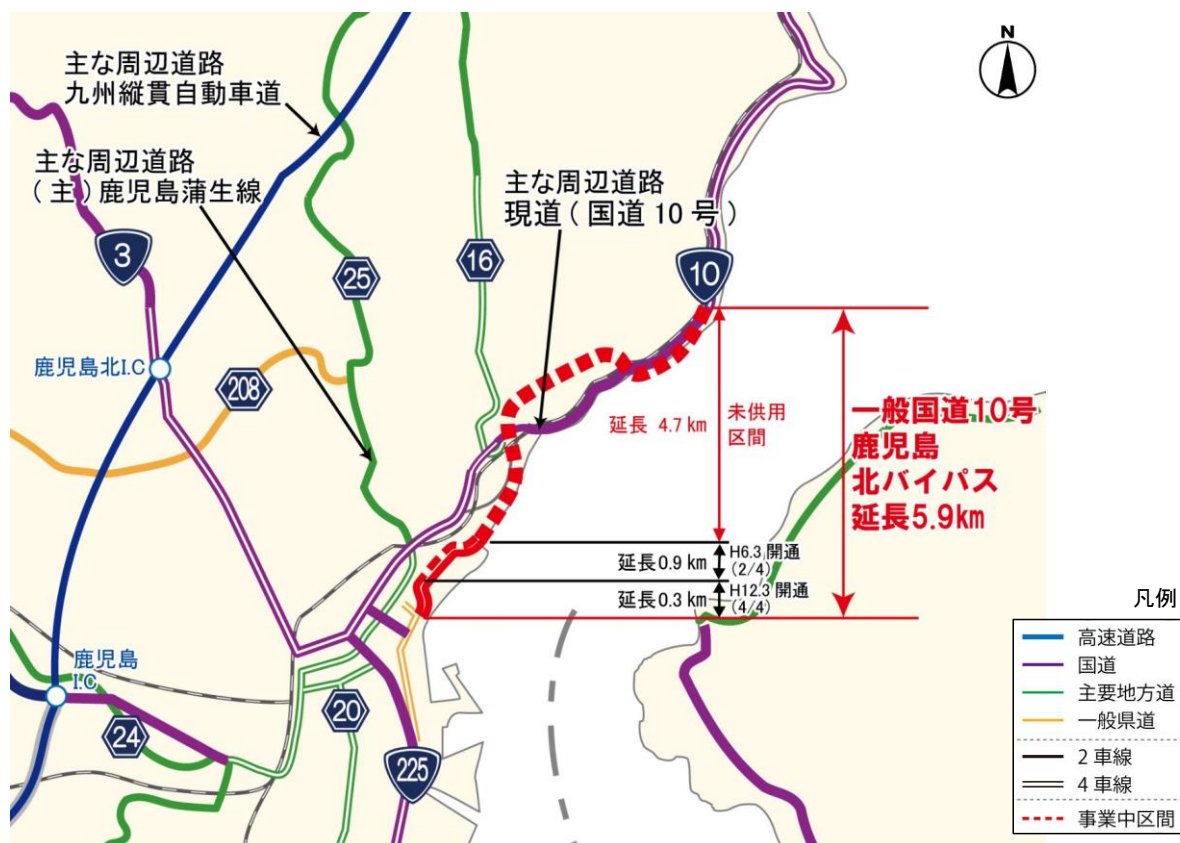 N
主な周辺道路
九州縦貫自動車道
主な周辺道路
(主)鹿児島蒲生線
主な周辺道路
現道(国道10号)
3
25
16
10
鹿児島北I.C
208
延長 4.7 km
未供用
区間
一般国道10号
鹿児島
北バイパス
延長5.9km
延長0.9 km
H6.3 開通
(2/4)
延長0.3 km
H12.3 開通
(4/4)
鹿児島
I.C
24
20
225
凡例
高速道路
国道
主要地方道
一般県道
2車線
4車線
事業中区間